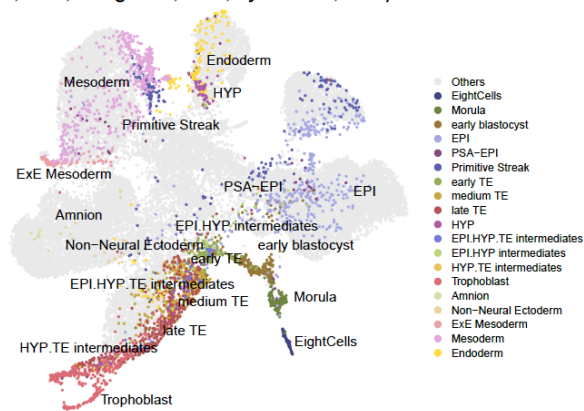 Endoderm
Mesoderm
HYP
Primitive Streak
ExE Mesoderm
PSA−EPI
EPI
Amnion
EPI.HYP intermediates
Non−Neural Ectoderm
early blastocyst
early TE
EPI.HYP.TE intermediates
medium TE
Morula
late TE
EightCells
HYP.TE intermediates
Trophoblast
Others
EightCells
Morula
early blastocyst
EPI
PSA−EPI
Primitive Streak
early TE
medium TE
late TE
HYP
EPI.HYP.TE intermediates
EPI.HYP intermediates
HYP.TE intermediates
Trophoblast
Amnion
Non−Neural Ectoderm
ExE Mesoderm
Mesoderm
Endoderm